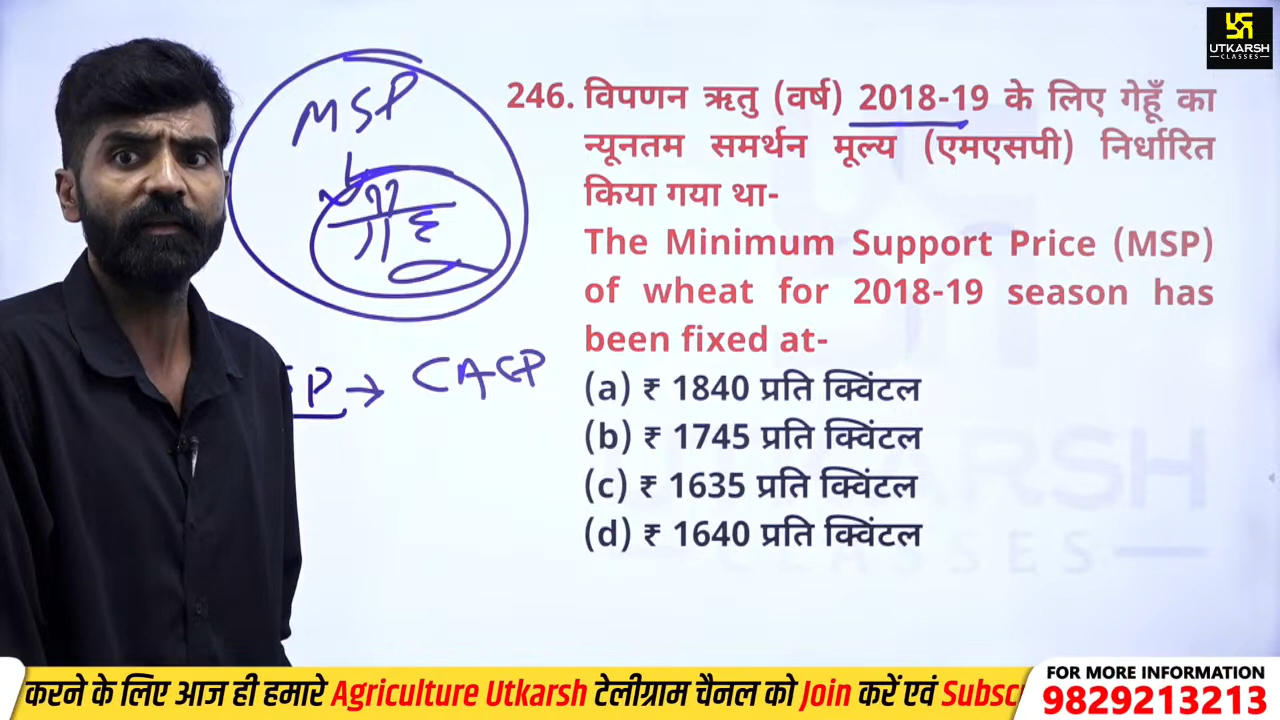 UTKARSH
CLASSES
MSP
246. विपणन ऋतु (वर्ष) 2018-19 के लिए गेहूँ का
न्यूनतम समर्थन मूल्य (एमएसपी) निर्धारित
किया गया था-
The Minimum Support Price (MSP)
of wheat for 2018-19 season has
been fixed at-
(a) ₹ 1840 प्रति क्विंटल
(b) ₹ 1745 प्रति क्विंटल
(c) ₹ 1635 प्रति क्विंटल
(d) ₹ 1640 प्रति क्विंटल
P → CACP
करने के लिए आज ही हमारे Agriculture Utkarsh टेलीग्राम चैनल को Join करें एवं Subsc
FOR MORE INFORMATION
9829213213